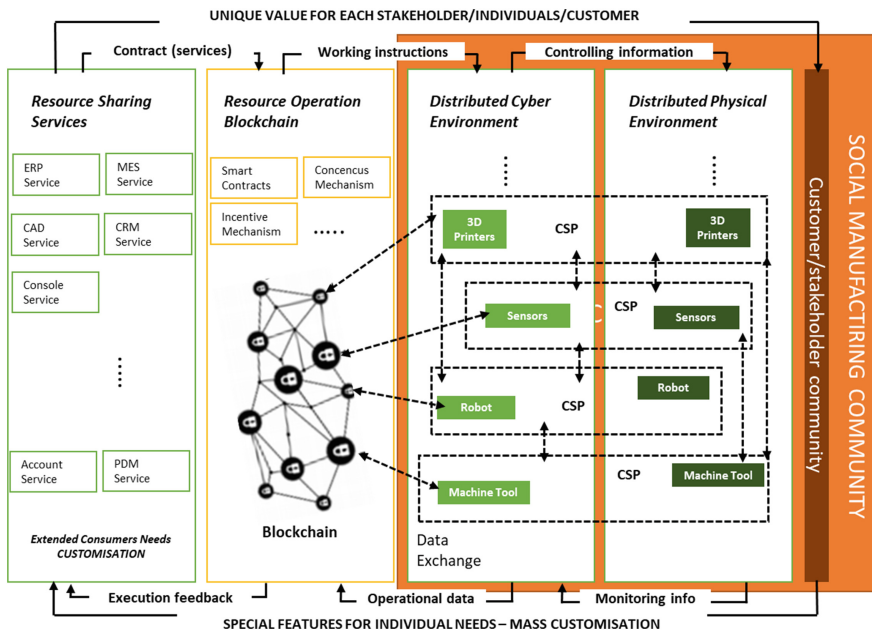 UNIQUE VALUE FOR EACH STAKEHOLDER/INDIVIDUALS/CUSTOMER
Contract (services)
Working instructions
Controlling information
Resource Sharing
Services
ERP
Service
MES
Service
CAD
Service
CRM
Service
Console
Service
......
Account
Service
PDM
Service
Extended Consumers Needs
CUSTOMISATION
Resource Operation
Blockchain
Smart
Contracts
Concencus
Mechanism
Incentive
Mechanism
.....
Blockchain
Distributed Cyber
Environment
.....
3D
Printers
CSP
Sensors
CSP
Robot
CSP
Machine Tool
CSP
Data
Exchange
Distributed Physical
Environment
.....
3D
Printers
Sensors
Robot
Machine Tool
Customer/stakeholder community
SOCIAL MANUFACTIRING COMMUNITY
Execution feedback
Operational data
Monitoring info
SPECIAL FEATURES FOR INDIVIDUAL NEEDS – MASS CUSTOMISATION